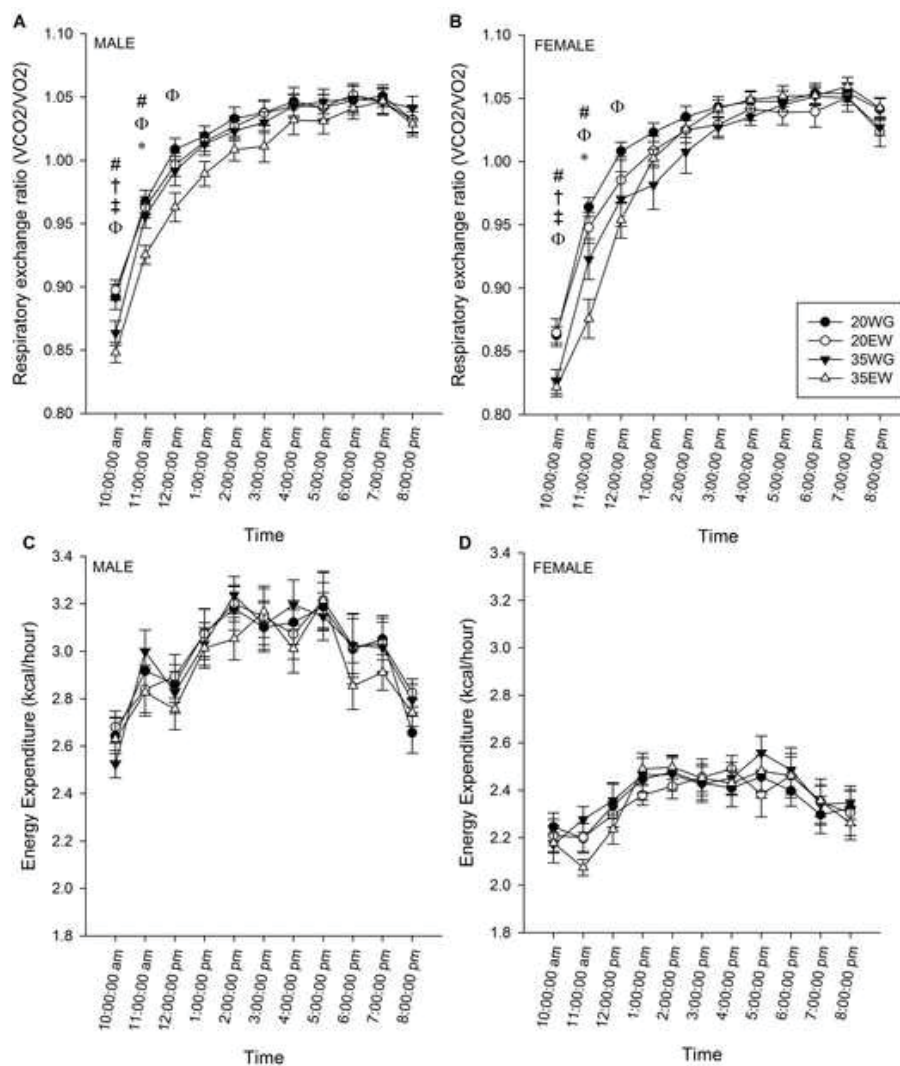 A
MALE
Respiratory exchange ratio (VCO2/VO2)
1.10
1.05
1.00
0.95
0.90
0.85
0.80
#
†
‡
Φ
#
Φ
*
Φ
10:00:00 am
11:00:00 am
12:00:00 pm
1:00:00 pm
2:00:00 pm
3:00:00 pm
4:00:00 pm
5:00:00 pm
6:00:00 pm
7:00:00 pm
8:00:00 pm
Time
B
FEMALE
Respiratory exchange ratio (VCO2/VO2)
1.10
1.05
1.00
0.95
0.90
0.85
0.80
#
†
‡
Φ
#
Φ
*
Φ
20WG
20EW
35WG
35EW
10:00:00 am
11:00:00 am
12:00:00 pm
1:00:00 pm
2:00:00 pm
3:00:00 pm
4:00:00 pm
5:00:00 pm
6:00:00 pm
7:00:00 pm
8:00:00 pm
Time
C
MALE
Energy Expenditure (kcal/hour)
3.4
3.2
3.0
2.8
2.6
2.4
2.2
2.0
1.8
10:00:00 am
11:00:00 am
12:00:00 pm
1:00:00 pm
2:00:00 pm
3:00:00 pm
4:00:00 pm
5:00:00 pm
6:00:00 pm
7:00:00 pm
8:00:00 pm
Time
D
FEMALE
Energy Expenditure (kcal/hour)
3.4
3.2
3.0
2.8
2.6
2.4
2.2
2.0
1.8
10:00:00 am
11:00:00 am
12:00:00 pm
1:00:00 pm
2:00:00 pm
3:00:00 pm
4:00:00 pm
5:00:00 pm
6:00:00 pm
7:00:00 pm
8:00:00 pm
Time